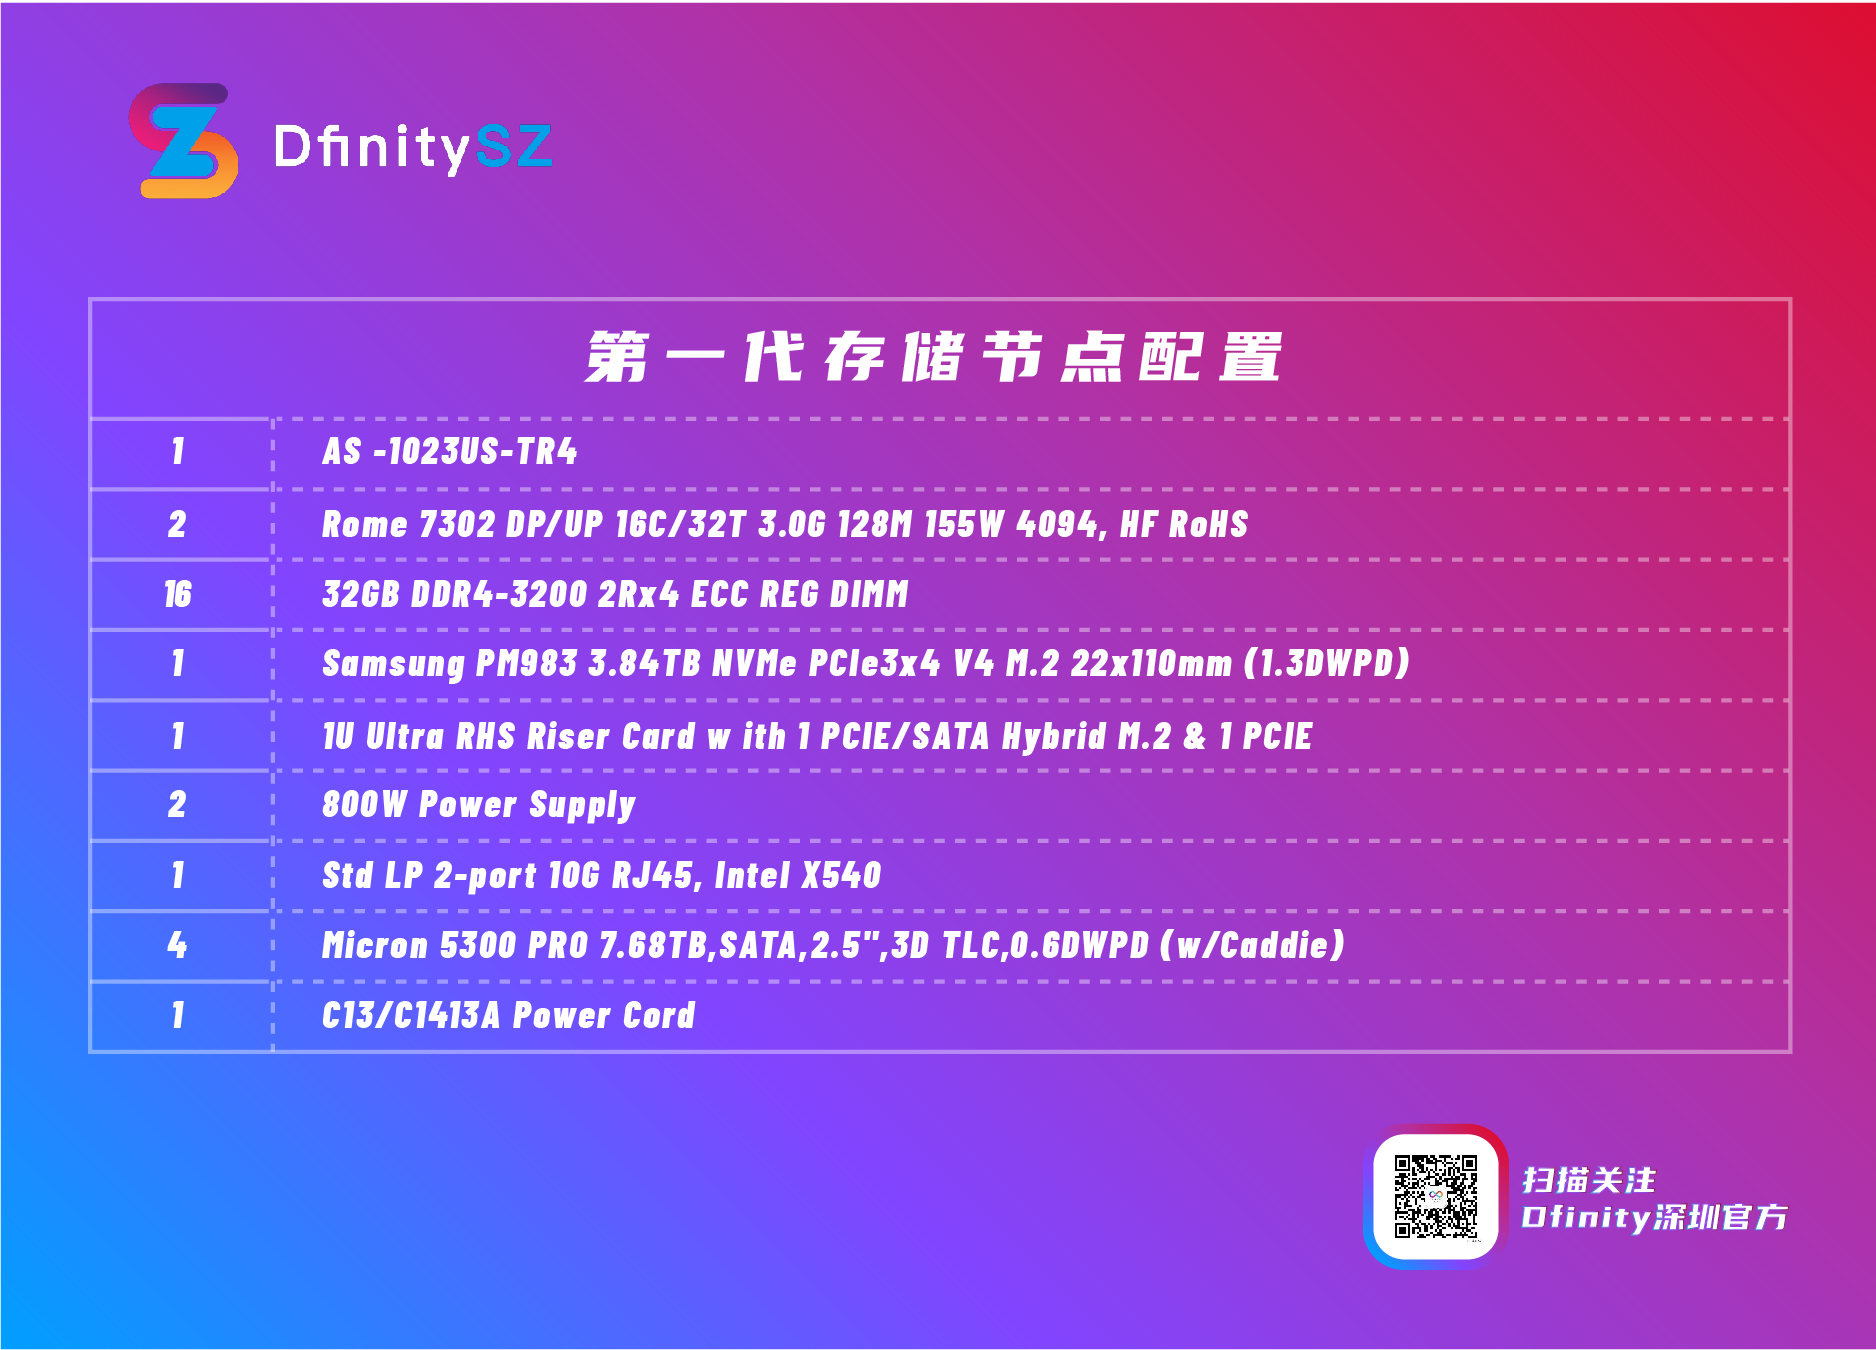 DfinitySZ
第一代存储节点配置
1 AS -1023US-TR4
2 Rome 7302 DP/UP 16C/32T 3.0G 128M 155W 4094, HF RoHS
16 32GB DDR4-3200 2Rx4 ECC REG DIMM
1 Samsung PM983 3.84TB NVMe PCIe3x4 V4 M.2 22x110mm (1.3DWPD)
1 1U Ultra RHS Riser Card w ith 1 PCIE/SATA Hybrid M.2 & 1 PCIE
2 800W Power Supply
1 Std LP 2-port 10G RJ45, Intel X540
4 Micron 5300 PRO 7.68TB,SATA,2.5",3D TLC,0.6DWPD (w/Caddie)
1 C13/C1413A Power Cord
扫描关注
Dfinity深圳官方